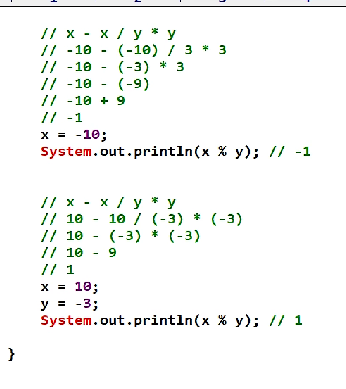 // x - x / y * y
// -10 - (-10) / 3 * 3
// -10 - (-3) * 3
// -10 - (-9)
// -10 + 9
// -1
x = -10;
System.out.println(x % y); // -1
// x - x / y * y
// 10 - 10 / (-3) * (-3)
// 10 - (-3) * (-3)
// 10 - 9
// 1
x = 10;
y = -3;
System.out.println(x % y); // 1
}